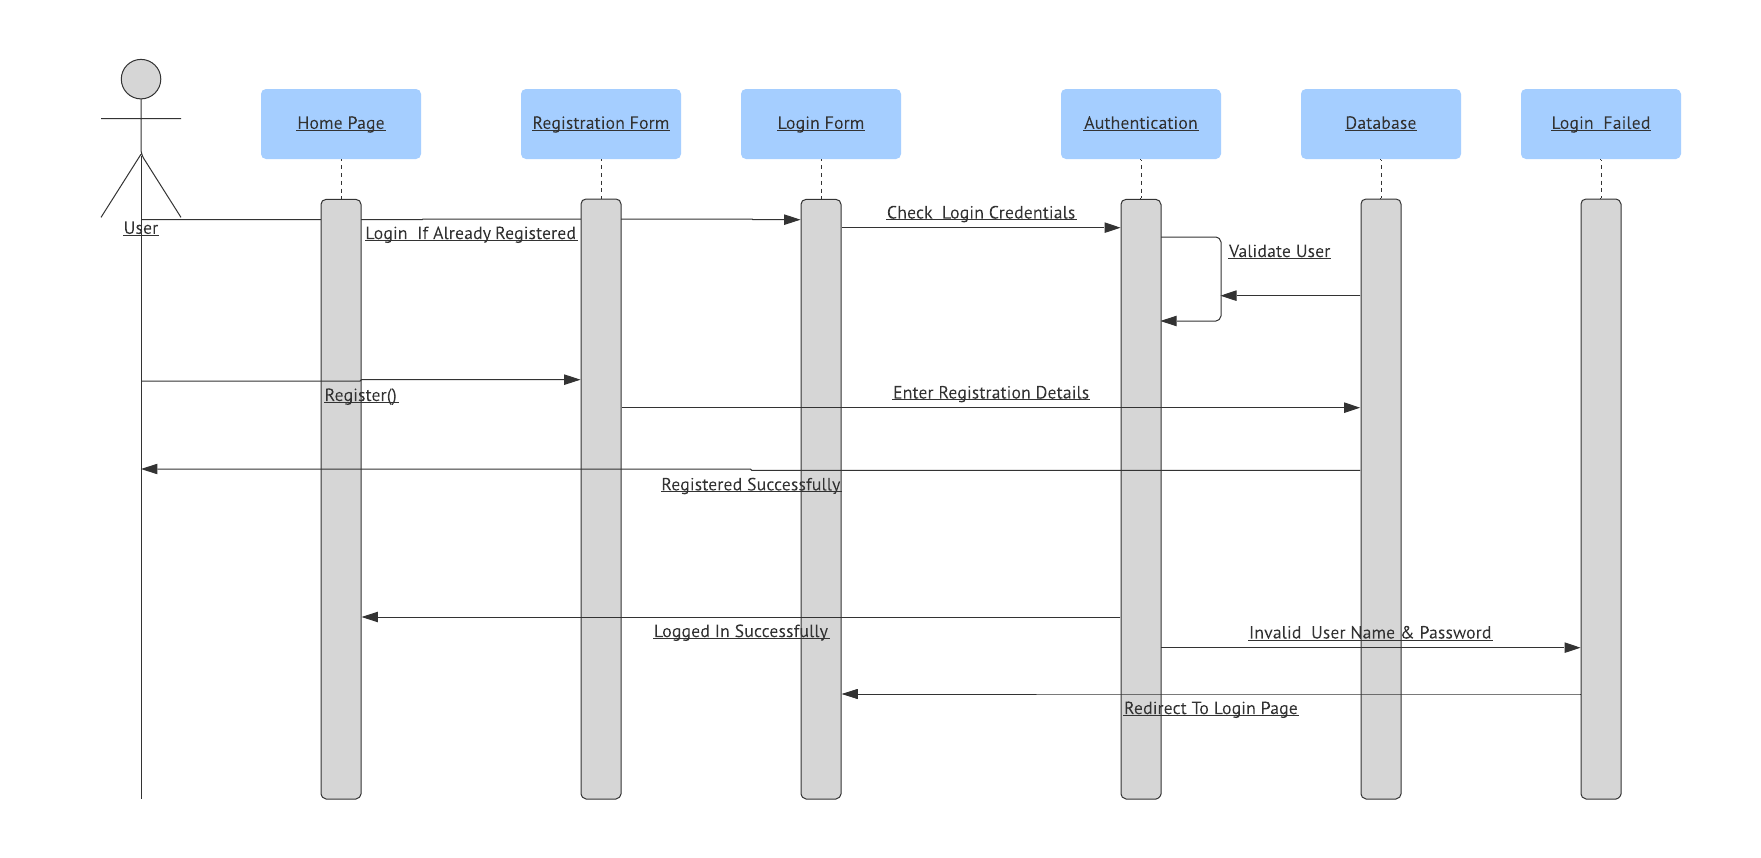 Home Page
Registration Form
Login Form
Authentication
Database
Login  Failed
User
Login  If Already Registered
Check  Login Credentials
Validate User
Register()
Enter Registration Details
Registered Successfully
Logged In Successfully
Invalid  User Name & Password
Redirect To Login Page